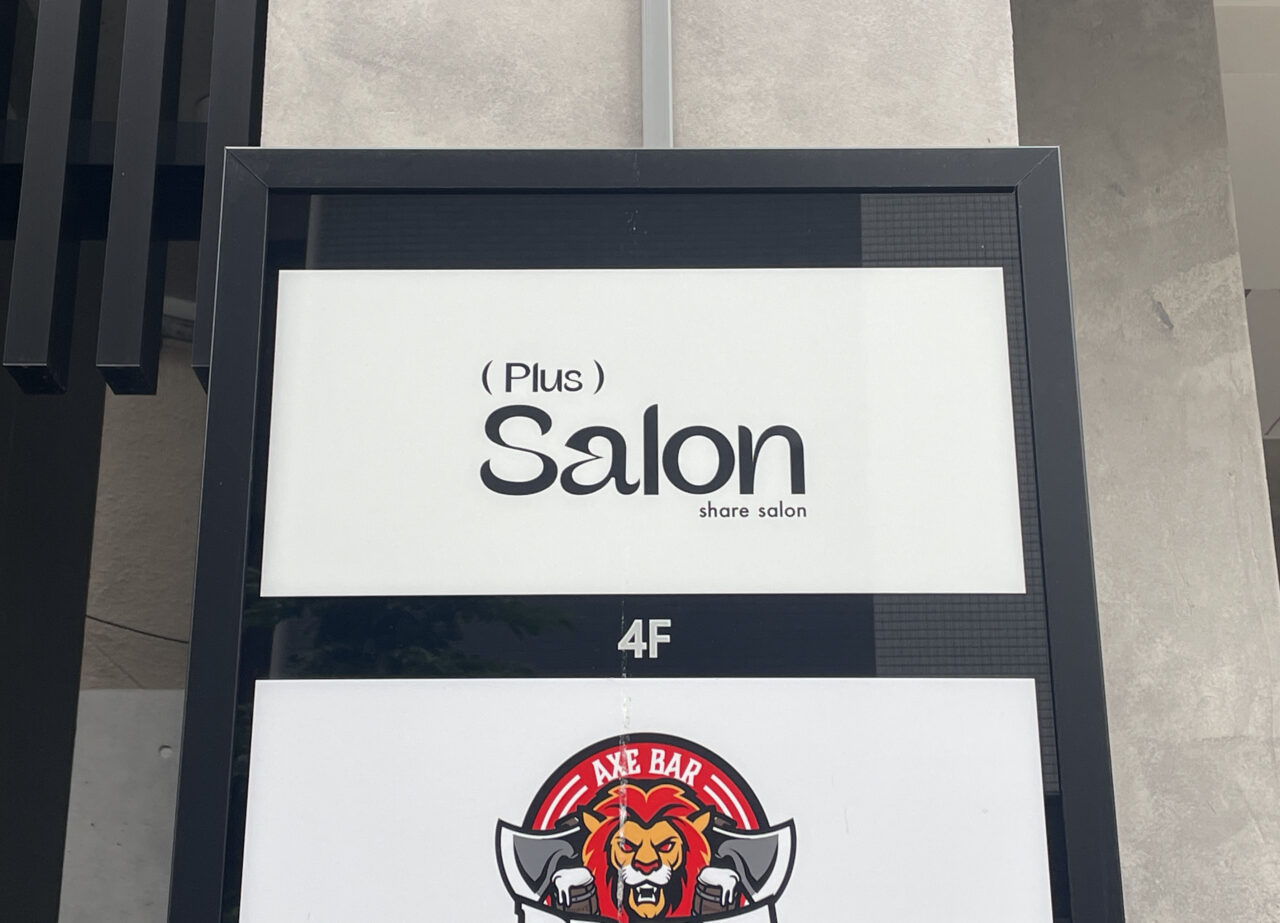 ( Plus )
Salon
share salon
4F
AXE BAR